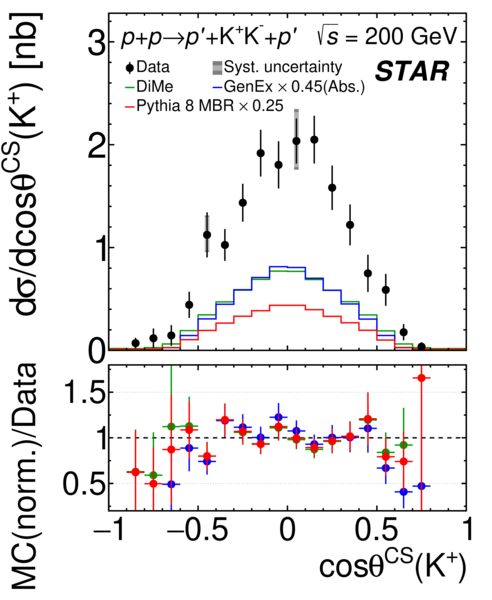 p+p→p′+K⁺K⁻+p′ √s = 200 GeV
Data Syst. uncertainty STAR
DiMe GenEx × 0.45(Abs.)
Pythia 8 MBR × 0.25
dσ/dcosθ^CS(K⁺) [nb]
3
2
1
0
MC(norm.)/Data
1.5
1
0.5
−1 −0.5 0 0.5 1
cosθ^CS(K⁺)